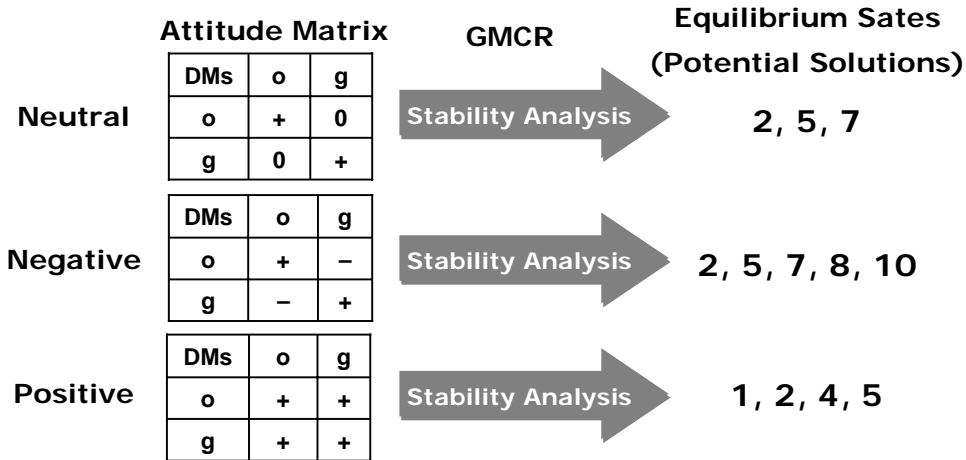 Attitude Matrix
GMCR
Equilibrium Sates
(Potential Solutions)
Neutral
DMs o g
o + 0
g 0 +
Stability Analysis
2, 5, 7
Negative
DMs o g
o + –
g – +
Stability Analysis
2, 5, 7, 8, 10
Positive
DMs o g
o + +
g + +
Stability Analysis
1, 2, 4, 5